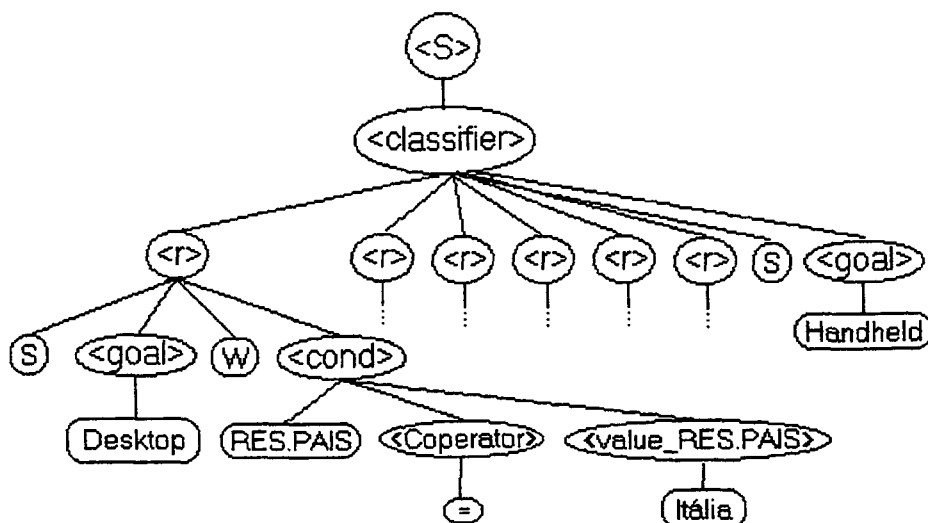 <S>
<classifier>
<r> <r> <r> <r> <r> <r> S <goal>
Handheld
S <goal> W <cond>
Desktop RES.PAIS <Coperator> <value_RES.PAIS>
= Itália